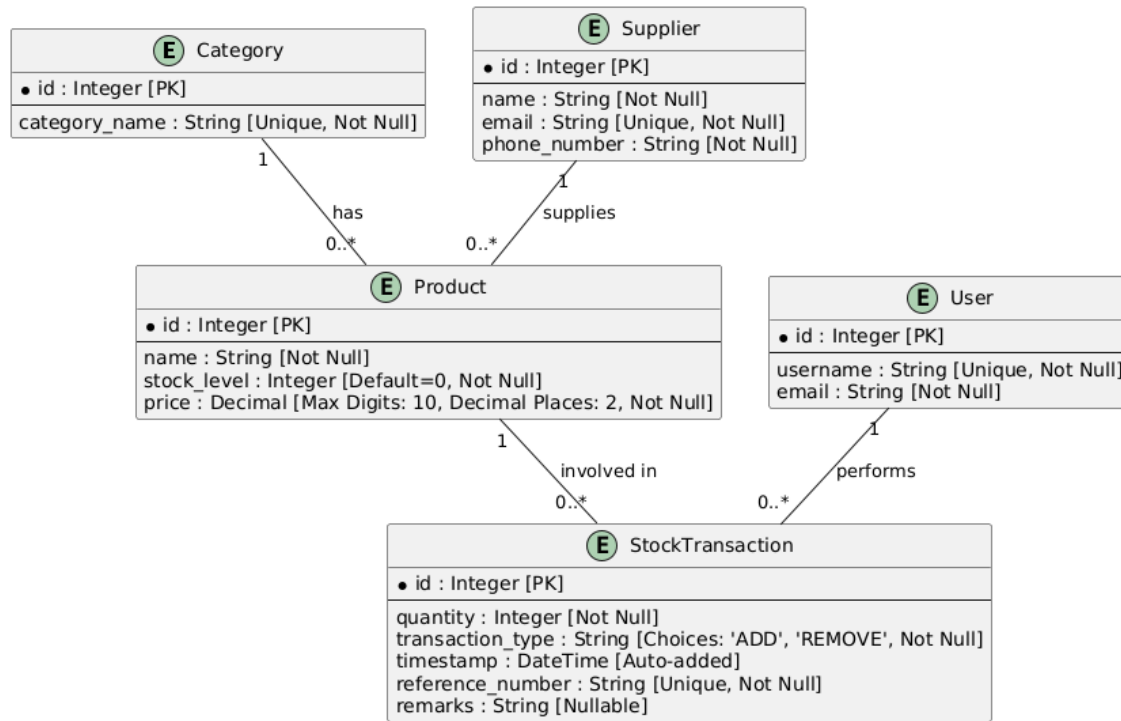 E Category
• id : Integer [PK]
category_name : String [Unique, Not Null]
E Supplier
• id : Integer [PK]
name : String [Not Null]
email : String [Unique, Not Null]
phone_number : String [Not Null]
1
has
0..*
1
supplies
0..*
E Product
• id : Integer [PK]
name : String [Not Null]
stock_level : Integer [Default=0, Not Null]
price : Decimal [Max Digits: 10, Decimal Places: 2, Not Null]
E User
• id : Integer [PK]
username : String [Unique, Not Null]
email : String [Not Null]
1
involved in
0..*
1
performs
0..*
E StockTransaction
• id : Integer [PK]
quantity : Integer [Not Null]
transaction_type : String [Choices: 'ADD', 'REMOVE', Not Null]
timestamp : DateTime [Auto-added]
reference_number : String [Unique, Not Null]
remarks : String [Nullable]